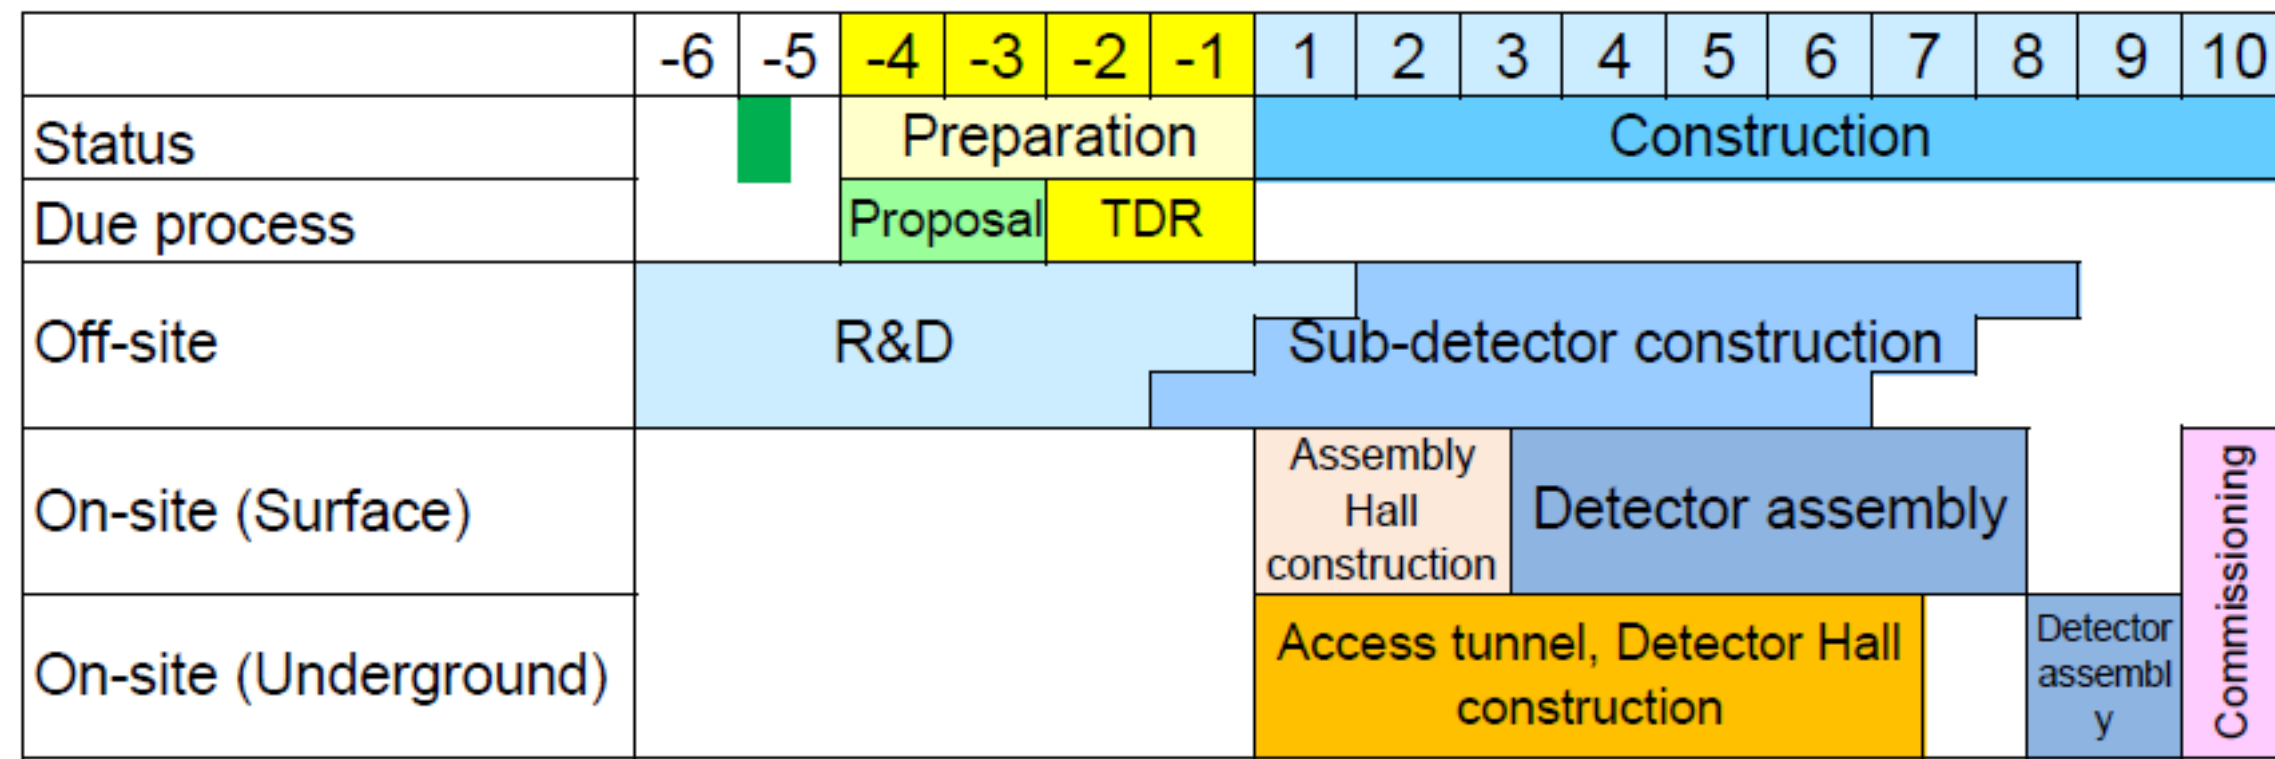 -6 -5 -4 -3 -2 -1 1 2 3 4 5 6 7 8 9 10
Status Preparation Construction
Due process Proposal TDR
Off-site R&D Sub-detector construction
On-site (Surface)
Assembly
Hall
construction
Detector assembly
Commissioning
On-site (Underground)
Access tunnel, Detector Hall
construction
Detector
assembl
y